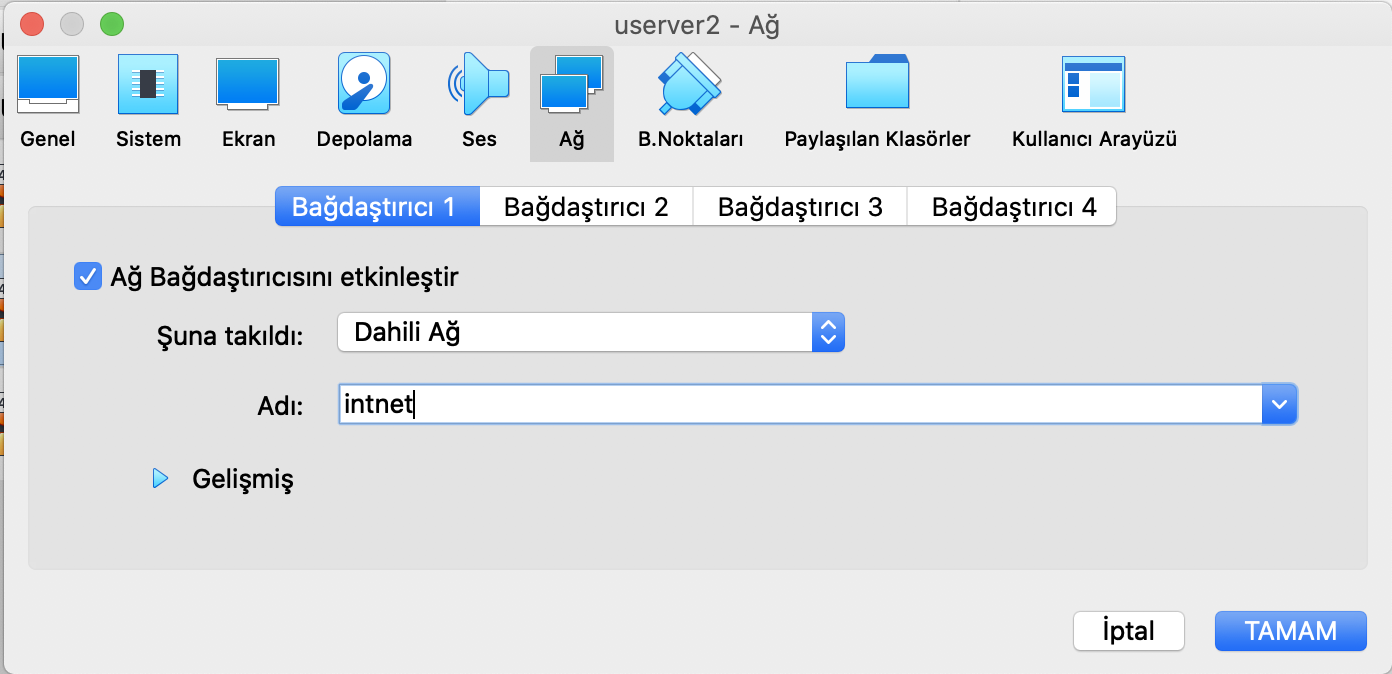 userver2 - Ağ
Genel Sistem Ekran Depolama Ses Ağ B.Noktaları Paylaşılan Klasörler Kullanıcı Arayüzü
Bağdaştırıcı 1 Bağdaştırıcı 2 Bağdaştırıcı 3 Bağdaştırıcı 4
Ağ Bağdaştırıcısını etkinleştir
Şuna takıldı: Dahili Ağ
Adı: intnet
Gelişmiş
İptal TAMAM